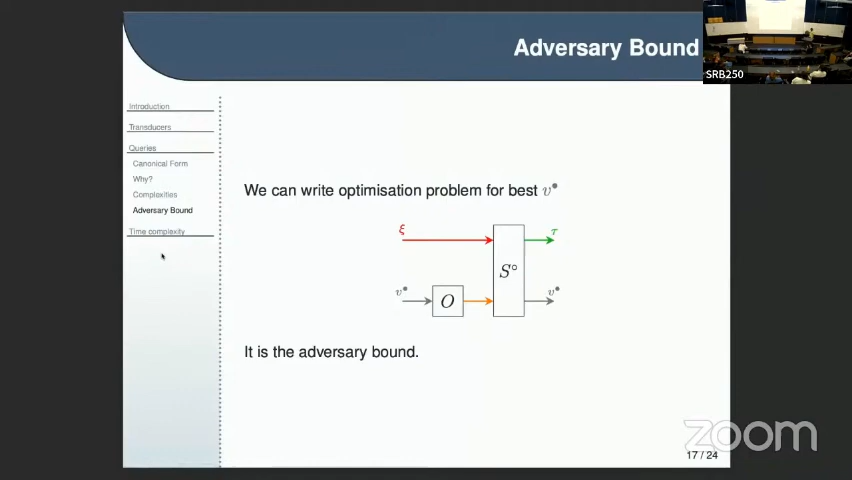 Adversary Bound
SRB250
Introduction
Transducers
Queries
Canonical Form
Why?
Complexities
Adversary Bound
Time complexity
We can write optimisation problem for best v•
ξ
τ
S°
v•
O
v•
It is the adversary bound.
zoom
17 / 24